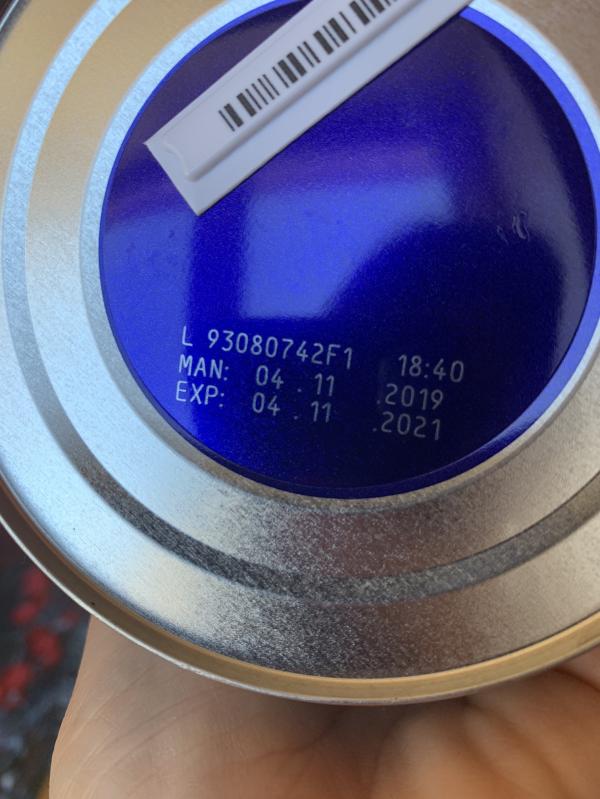 L 93080742F1 18:40
MAN: 04 . 11 .2019
EXP: 04 . 11 .2021